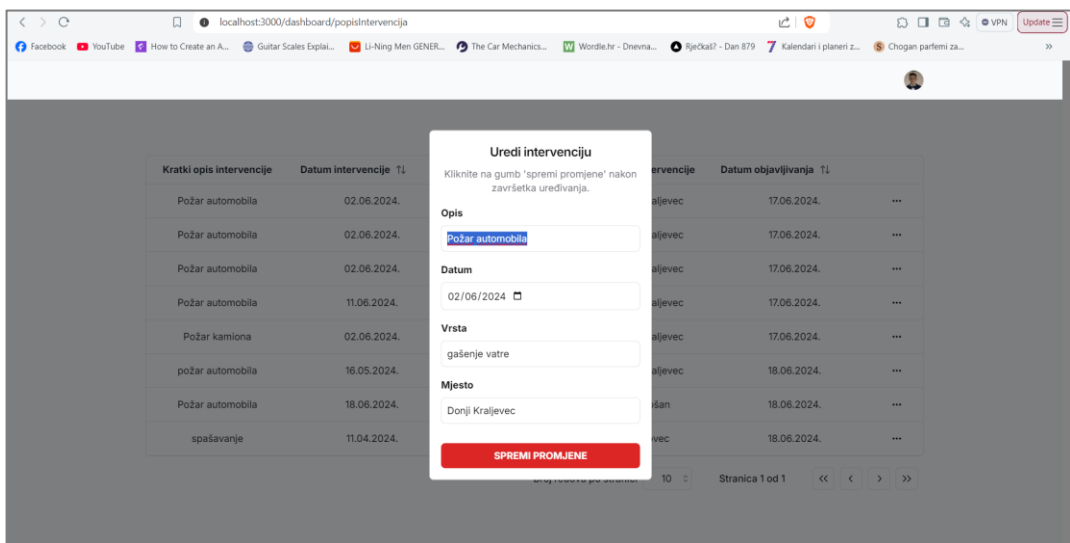 localhost:3000/dashboard/popisIntervencija
VPN
Update
Facebook YouTube How to Create an A... Guitar Scales Explai... Li-Ning Men GENER... The Car Mechanics... Wordle.hr - Dnevna... Rječkaš? - Dan 879 Kalendari i planeri z... Chogan parfemi za... »
Uredi intervenciju
Kliknite na gumb 'spremi promjene' nakon
završetka uređivanja.
Opis
Požar automobila
Datum
02/06/2024
Vrsta
gašenje vatre
Mjesto
Donji Kraljevec
SPREMI PROMJENE
Kratki opis intervencije Datum intervencije ervencije Datum objavljivanja
Požar automobila 02.06.2024. aljevec 17.06.2024. ...
Požar automobila 02.06.2024. aljevec 17.06.2024. ...
Požar automobila 02.06.2024. aljevec 17.06.2024. ...
Požar automobila 11.06.2024. aljevec 17.06.2024. ...
Požar kamiona 02.06.2024. aljevec 17.06.2024. ...
požar automobila 16.05.2024. aljevec 18.06.2024. ...
Požar automobila 18.06.2024. ošan 18.06.2024. ...
spašavanje 11.04.2024. vec 18.06.2024. ...
10 Stranica 1 od 1 << < > >>